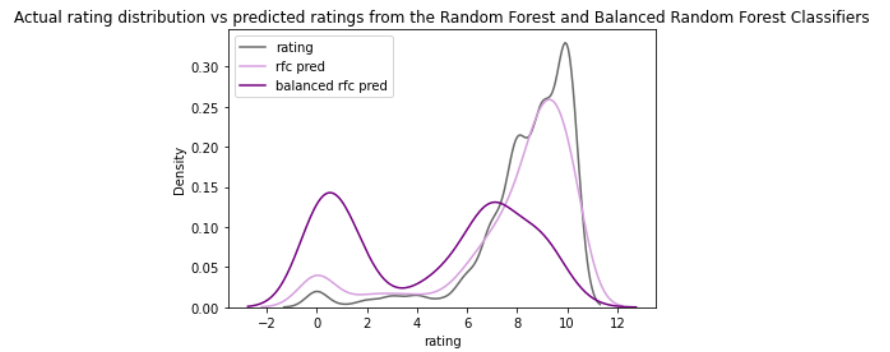 Actual rating distribution vs predicted ratings from the Random Forest and Balanced Random Forest Classifiers
rating
rfc pred
balanced rfc pred
0.30
0.25
0.20
0.15
0.10
0.05
0.00
Density
−2 0 2 4 6 8 10 12
rating